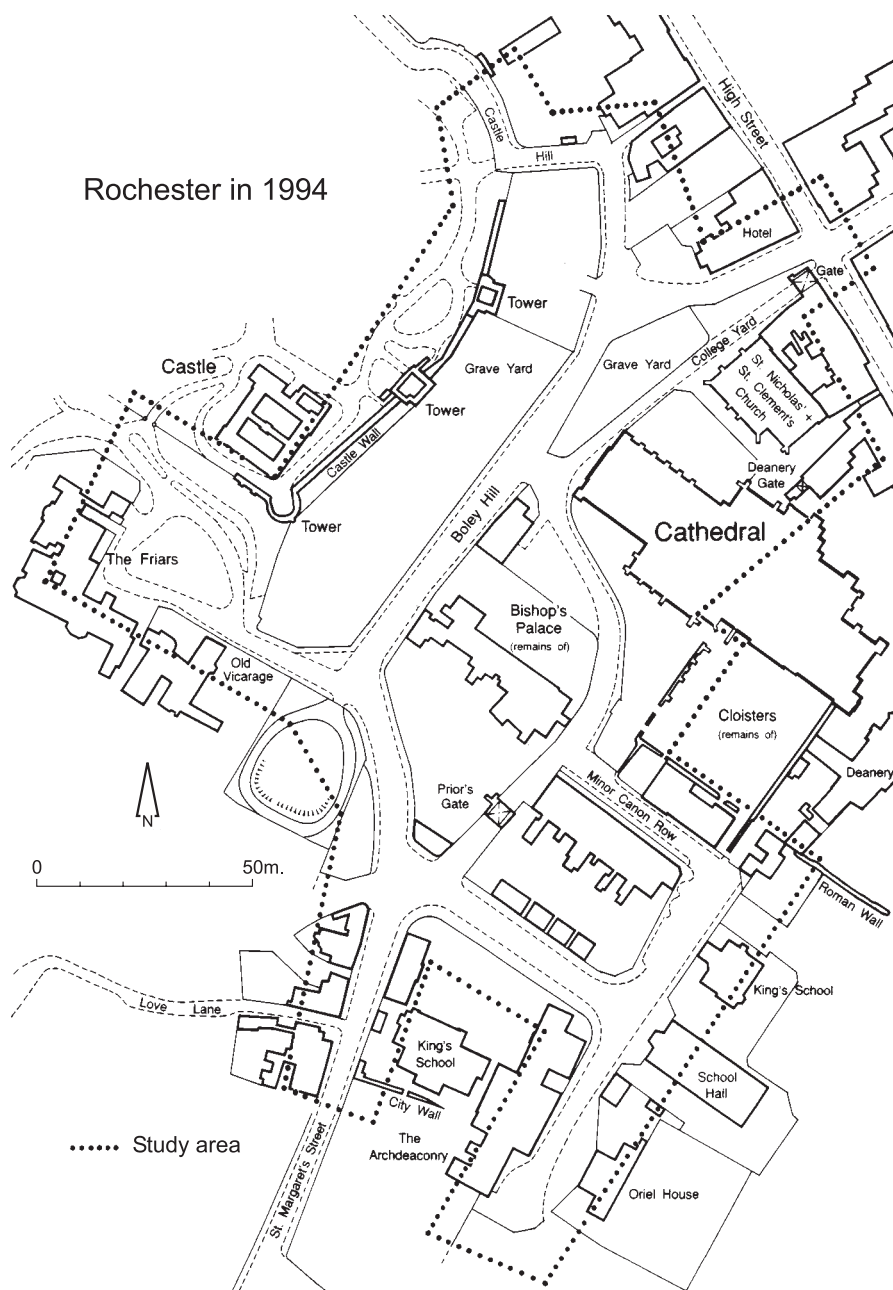 Rochester in 1994
High Street
Castle
Hill
Hotel
Gate
Tower
College Yard
Grave Yard
Grave Yard
St. Nicholas' +
St. Clement's
Church
Castle
Tower
Castle Wall
Deanery
Gate
Boley Hill
Tower
Cathedral
The Friars
Bishop's
Palace
(remains of)
Old
Vicarage
Cloisters
(remains of)
Deanery
Prior's
Gate
Minor Canon Row
N
0
50m.
Roman Wall
King's School
Love Lane
King's
School
School
Hall
City Wall
The
Archdeaconry
Study area
St. Margaret's Street
Oriel House